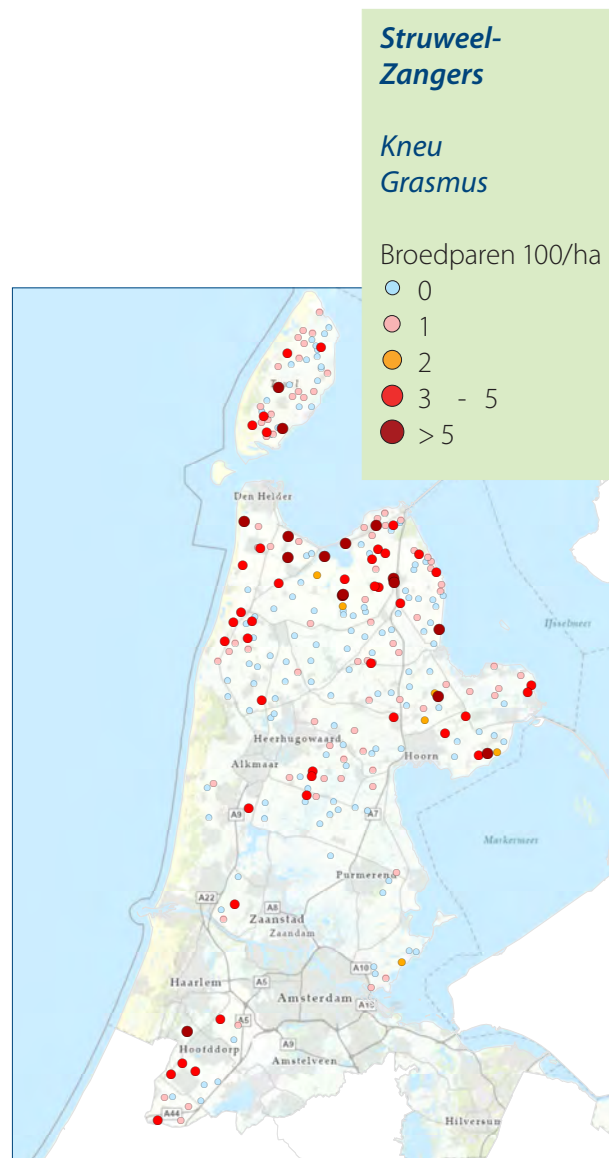 Struweel-
Zangers
Kneu
Grasmus
Broedparen 100/ha
0
1
2
3 - 5
> 5
Den Helder
IJsselmeer
Heerhugowaard
Hoorn
Alkmaar
A9
A7
Markermeer
Purmerend
A22
A8
Zaanstad
Zaandam
A10
Haarlem
A5
Amsterdam
A10
A5
Hoofddorp
A9
Amstelveen
A44
Hilversum